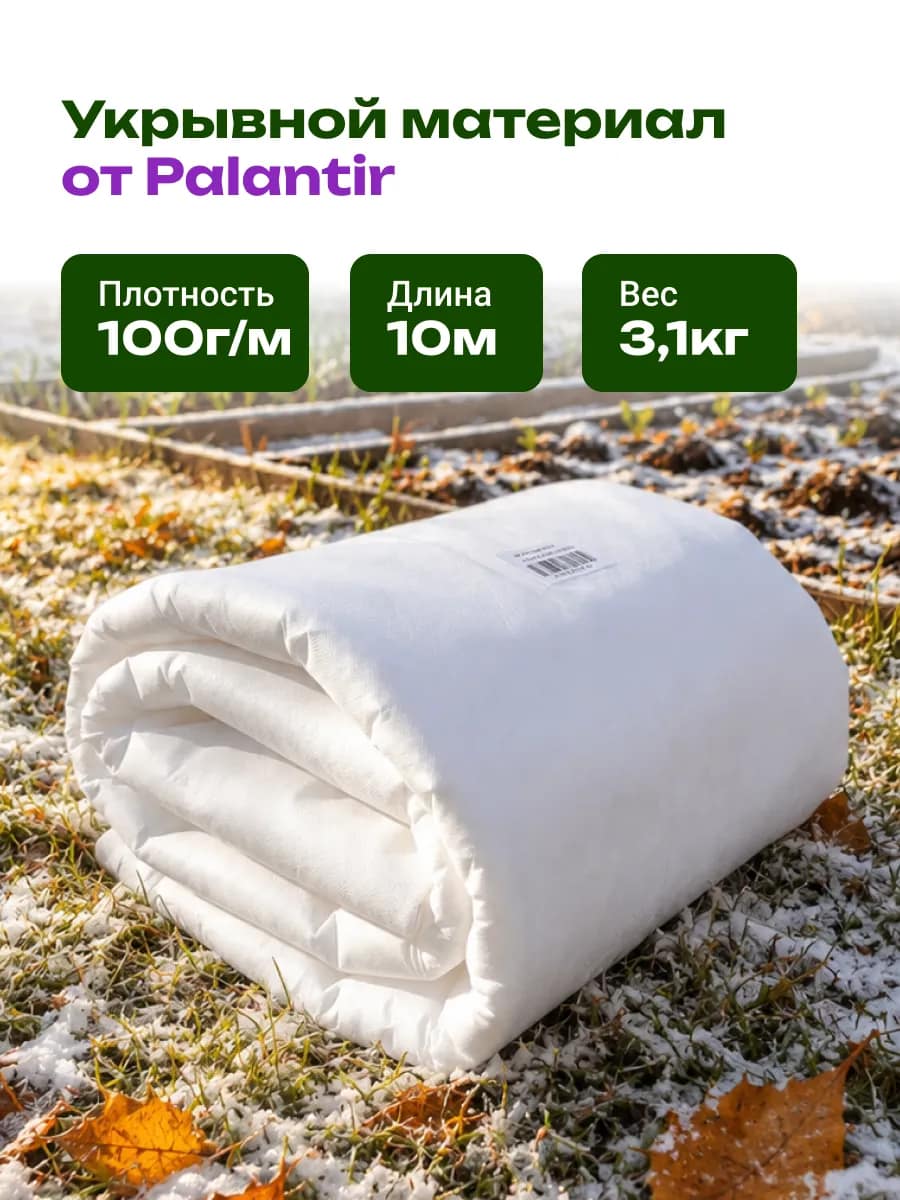 Укрывной материал
от Palantir
Плотность
100г/м
Длина
10м
Вес
3,1кг